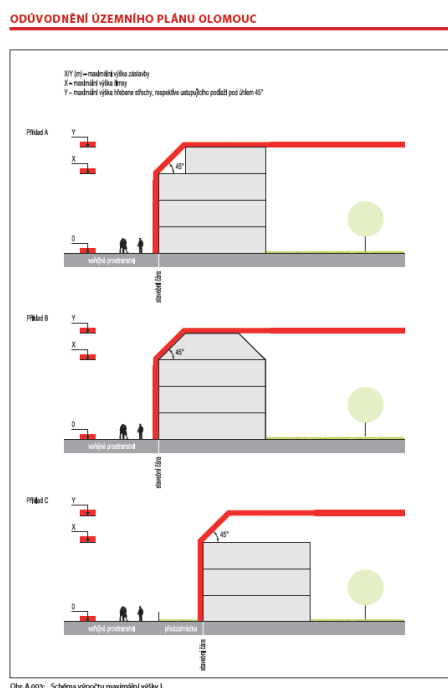 ODŮVODNĚNÍ ÚZEMNÍHO PLÁNU OLOMOUC
X/Y (m) – maximální výška zástavby
X – maximální výška římsy
Y – maximální výška hřebene střechy, respektive ustupujícího podlaží pod úhlem 45°
Příklad A
Y
X
45°
0
veřejné prostranství
stavební čára
Příklad B
Y
X
45°
0
veřejné prostranství
stavební čára
Příklad C
Y
X
45°
0
veřejné prostranství
předzahrádka
stavební čára
Obr. A.003: Schéma výpočtu maximální výšky I.